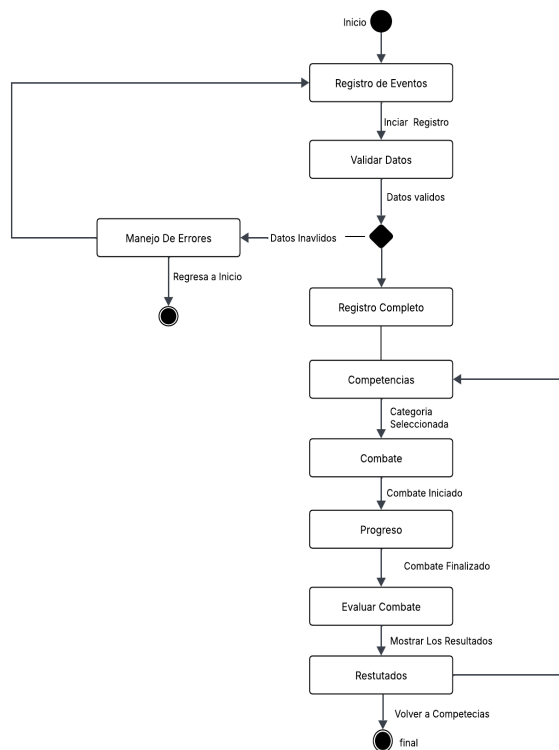 Inicio
Registro de Eventos
Inciar Registro
Validar Datos
Datos validos
Manejo De Errores
Datos Inavlidos
Regresa a Inicio
Registro Completo
Competencias
Categoria
Seleccionada
Combate
Combate Iniciado
Progreso
Combate Finalizado
Evaluar Combate
Mostrar Los Resultados
Restutados
Volver a Competecias
final